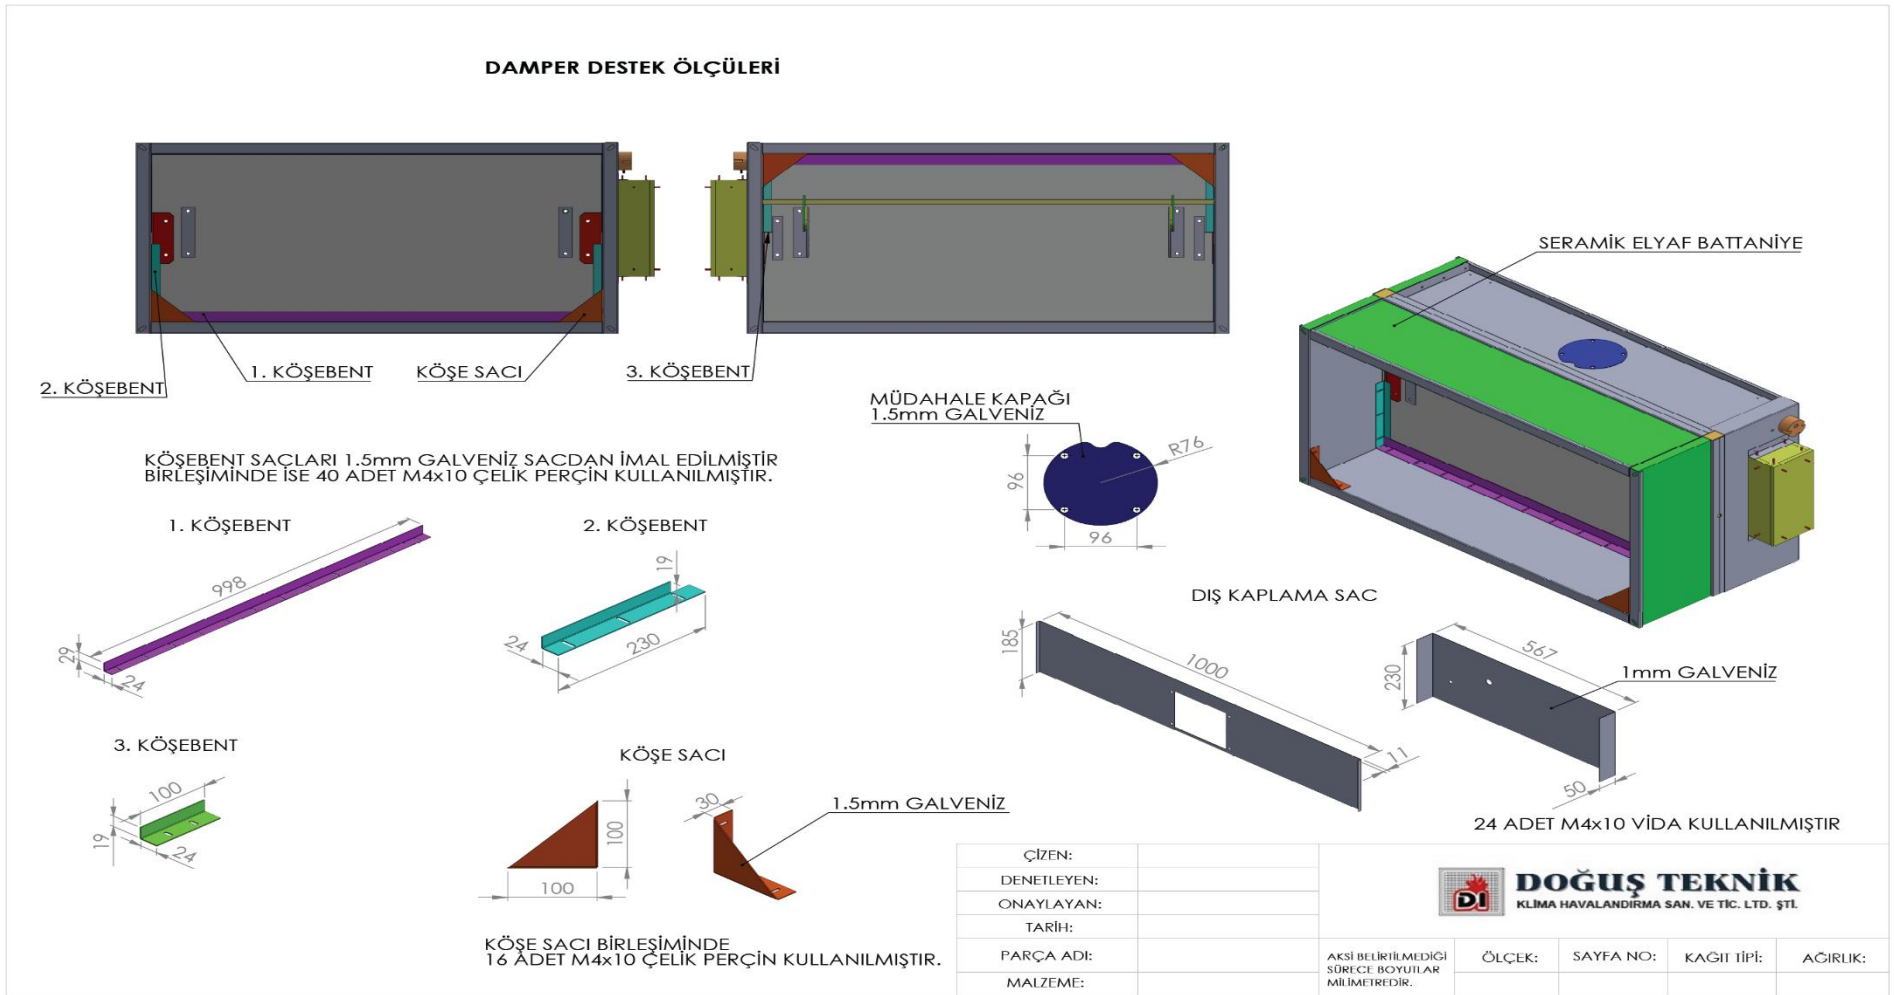 DAMPER DESTEK ÖLÇÜLERİ
2. KÖŞEBENT
1. KÖŞEBENT
KÖŞE SACI
3. KÖŞEBENT
SERAMİK ELYAF BATTANİYE
MÜDAHALE KAPAĞI
1.5mm GALVENİZ
R76
96
96
KÖŞEBENT SAÇLARI 1.5mm GALVENİZ SACDAN İMAL EDİLMİŞTİR
BİRLEŞİMİNDE İSE 40 ADET M4x10 ÇELİK PERÇİN KULLANILMIŞTIR.
1. KÖŞEBENT
998
29
24
2. KÖŞEBENT
19
24
230
DIŞ KAPLAMA SAC
185
1000
11
567
230
1mm GALVENİZ
50
24 ADET M4x10 VİDA KULLANILMIŞTIR
3. KÖŞEBENT
100
19
24
KÖŞE SACI
100
100
30
1.5mm GALVENİZ
KÖŞE SACI BİRLEŞİMİNDE
16 ADET M4x10 ÇELİK PERÇİN KULLANILMIŞTIR.
ÇİZEN:
DENETLEYEN:
ONAYLAYAN:
TARİH:
PARÇA ADI:
MALZEME:
DI
DOĞUŞ TEKNİK
KLİMA HAVALANDIRMA SAN. VE TİC. LTD. ŞTİ.
AKSİ BELİRTİLMEDİĞİ
SÜRECE BOYUTLAR
MİLİMETREDİR.
ÖLÇEK:
SAYFA NO:
KAĞIT TİPİ:
AĞIRLIK: